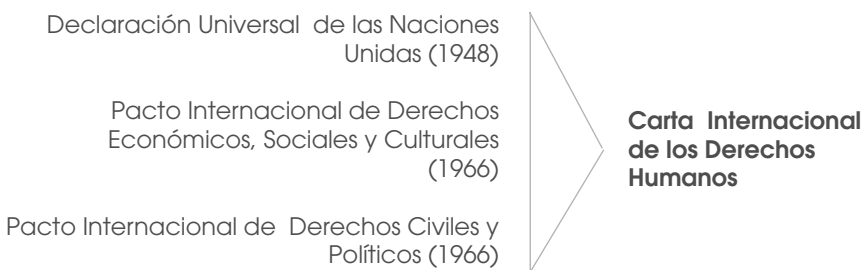 Declaración Universal de las Naciones
Unidas (1948)
Pacto Internacional de Derechos
Económicos, Sociales y Culturales
(1966)
Pacto Internacional de Derechos Civiles y
Políticos (1966)
Carta Internacional
de los Derechos
Humanos